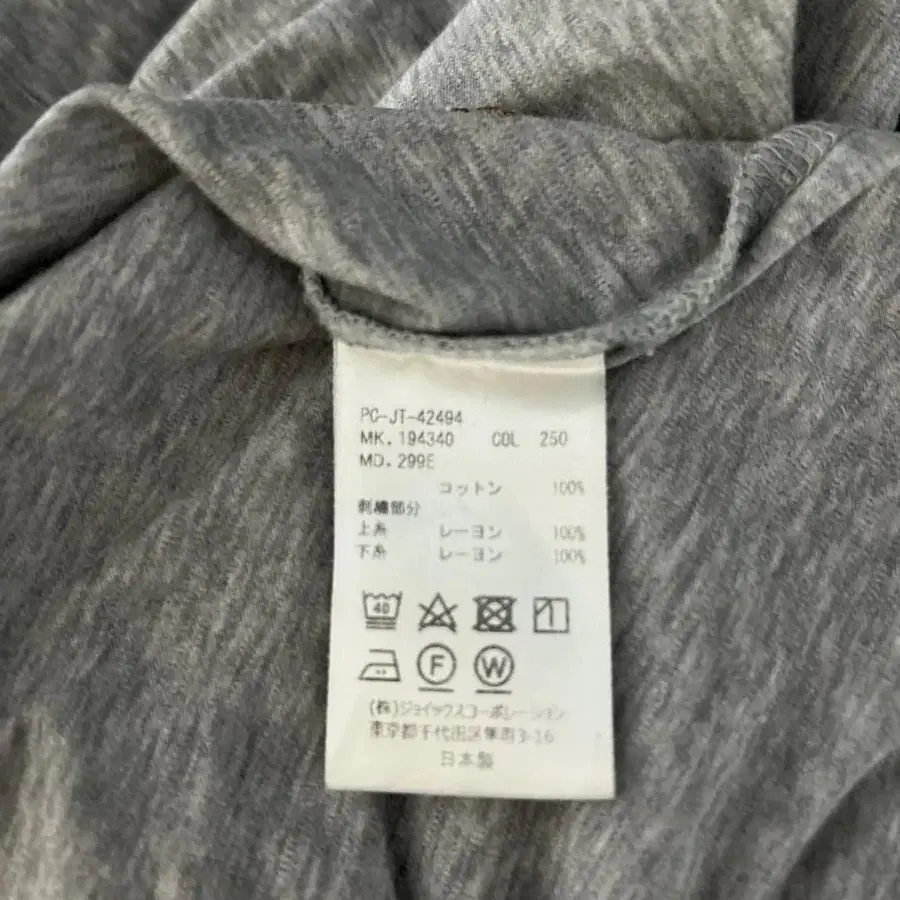 PC-JT-42494
MK. 194340 COL 250
MD. 299E
コットン 100%
刺繍部分
上糸 レーヨン 100%
下糸 レーヨン 100%
40
F W
(株)ジョイックスコーポレーション
東京都千代田区隼町3-16
日本製